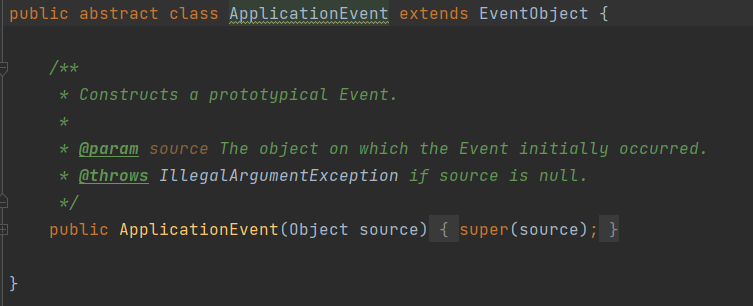 public abstract class ApplicationEvent extends EventObject {
/**
* Constructs a prototypical Event.
*
* @param source The object on which the Event initially occurred.
* @throws IllegalArgumentException if source is null.
*/
public ApplicationEvent(Object source) { super(source); }
}